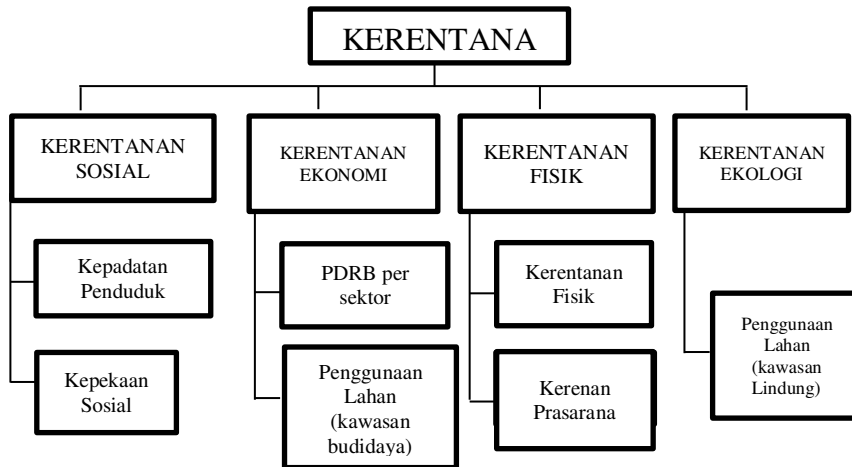 KERENTANA
KERENTANAN
SOSIAL
Kepadatan
Penduduk
Kepekaan
Sosial
KERENTANAN
EKONOMI
PDRB per
sektor
Penggunaan
Lahan
(kawasan
budidaya)
KERENTANAN
FISIK
Kerentanan
Fisik
Kerenan
Prasarana
KERENTANAN
EKOLOGI
Penggunaan
Lahan
(kawasan
Lindung)